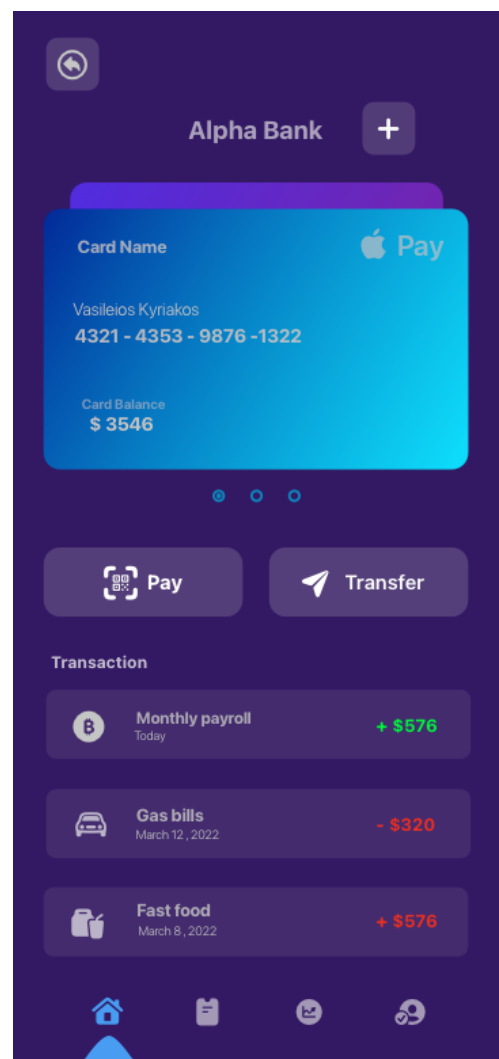 Alpha Bank
Card Name
Pay
Vasileios Kyriakos
4321 - 4353 - 9876 -1322
Card Balance
$ 3546
Pay
Transfer
Transaction
Monthly payroll
Today
+ $576
Gas bills
March 12 , 2022
- $320
Fast food
March 8 , 2022
+ $576